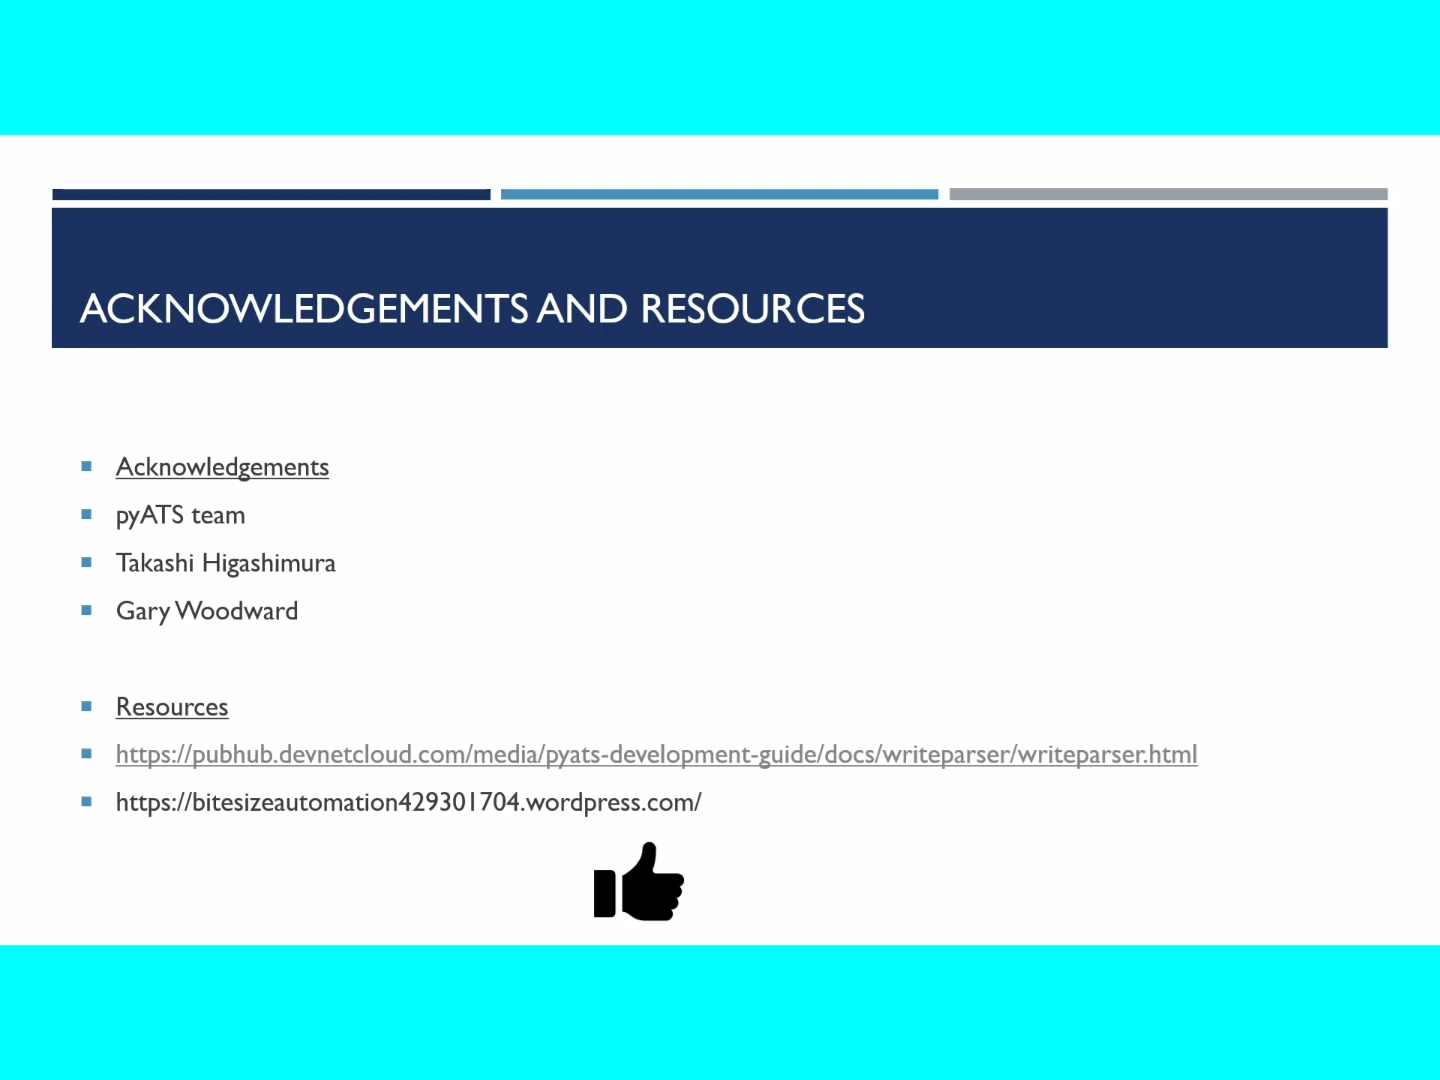 ACKNOWLEDGEMENTS AND RESOURCES
Acknowledgements
pyATS team
Takashi Higashimura
Gary Woodward
Resources
https://pubhub.devnetcloud.com/media/pyats-development-guide/docs/writeparser/writeparser.html
https://bitesizeautomation429301704.wordpress.com/